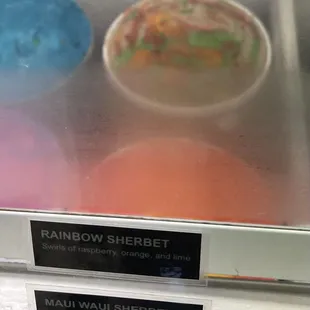 RAINBOW SHERBET
Swirls of raspberry, orange, and lime
MAUI WAUI SHERBET